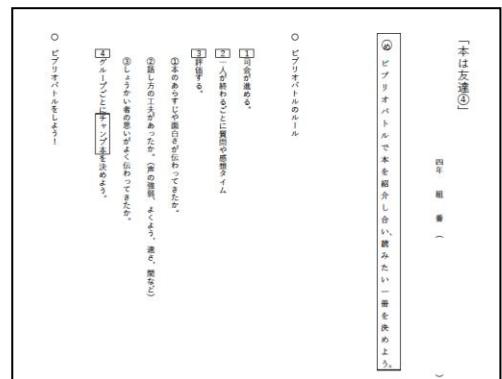 「本は友達④」
四年　組　番（　　　　）
め ビブリオバトルで本を紹介し合い、読みたい一冊を決めよう。
○ ビブリオバトルのルール
1 司会が進める。
2 一人が終わるごとに質問や感想タイム
3 評価する。
①本のあらすじや面白さが伝わってきたか。
②話し方の工夫があったか。（声の強弱、よくよう、速さ、間など）
③しょうかい者の思いがよく伝わってきたか。
4 グループごとにチャンプ本を決めよう。
○ ビブリオバトルをしよう！